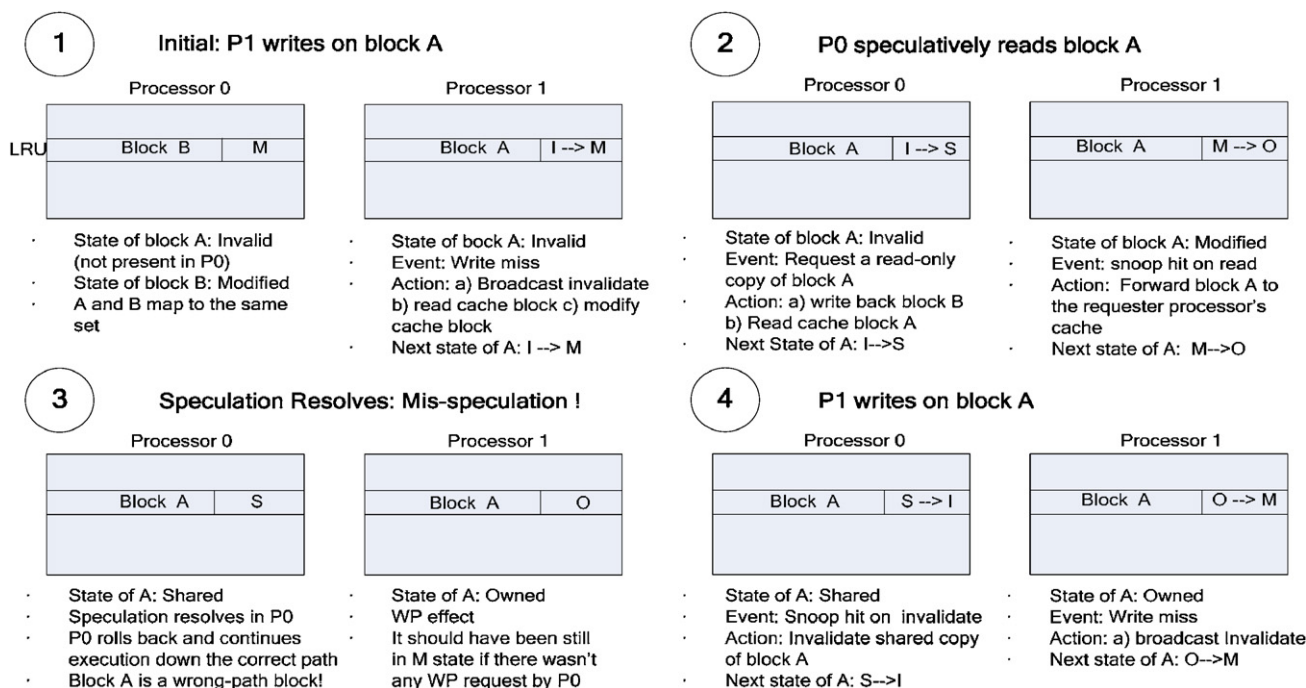 1
Initial: P1 writes on block A
Processor 0
Processor 1
LRU
Block B
M
Block A
I --> M
· State of block A: Invalid
(not present in P0)
· State of block B: Modified
· A and B map to the same
set
· State of bock A: Invalid
· Event: Write miss
· Action: a) Broadcast invalidate
b) read cache block c) modify
cache block
· Next state of A: I --> M
2
P0 speculatively reads block A
Processor 0
Processor 1
Block A
I --> S
Block A
M --> O
· State of block A: Invalid
· Event: Request a read-only
copy of block A
· Action: a) write back block B
b) Read cache block A
· Next State of A: I-->S
· State of block A: Modified
· Event: snoop hit on read
· Action: Forward block A to
the requester processor's
cache
· Next state of A: M-->O
3
Speculation Resolves: Mis-speculation !
Processor 0
Processor 1
Block A
S
Block A
O
· State of A: Shared
· Speculation resolves in P0
· P0 rolls back and continues
execution down the correct path
· Block A is a wrong-path block!
· State of A: Owned
· WP effect
· It should have been still
in M state if there wasn't
any WP request by P0
4
P1 writes on block A
Processor 0
Processor 1
Block A
S --> I
Block A
O --> M
· State of A: Shared
· Event: Snoop hit on invalidate
· Action: Invalidate shared copy
of block A
· Next state of A: S-->I
· State of A: Owned
· Event: Write miss
· Action: a) broadcast Invalidate
· Next state of A: O-->M